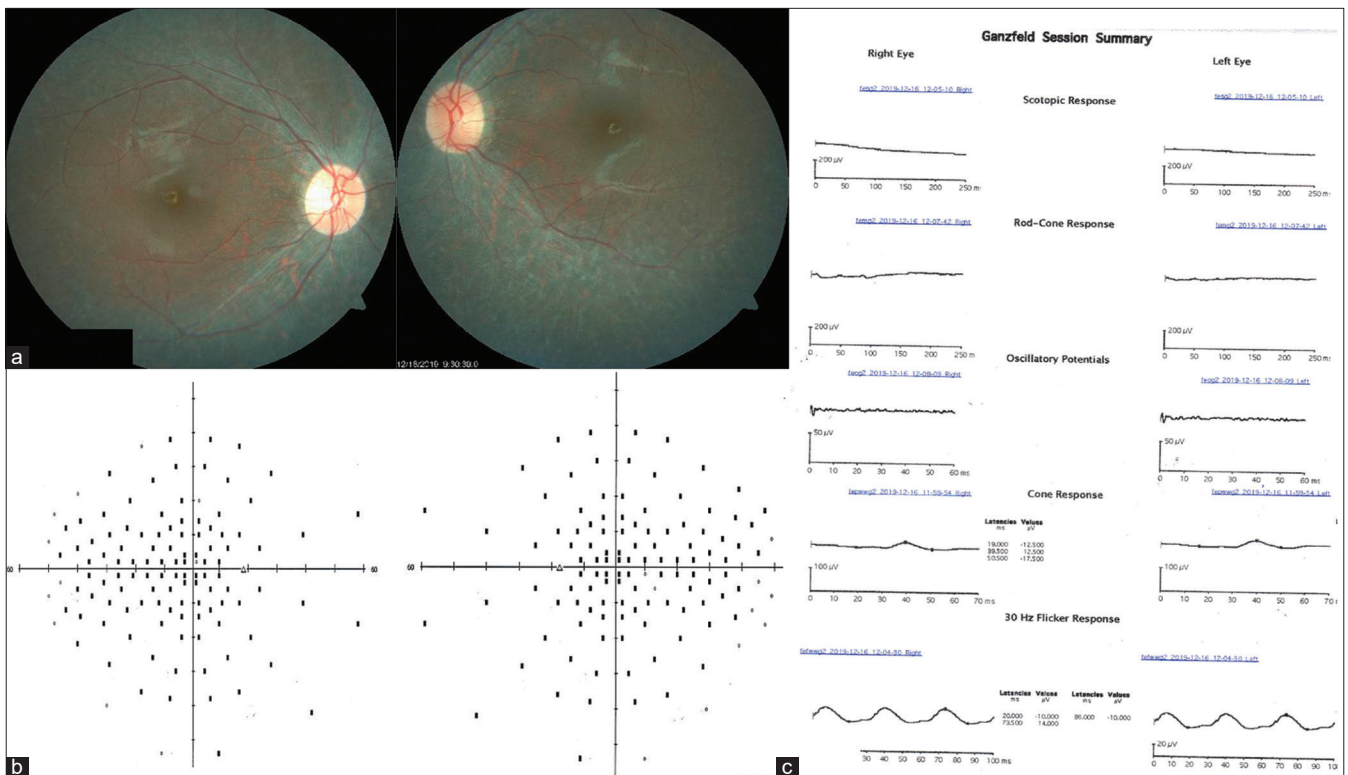 a
12/18/2019 9:30:39.0
b
60
60
60
c
Ganzfeld Session Summary
Right Eye
Left Eye
Scotopic Response
200 µV
0 50 100 150 200 250 ms
200 µV
0 50 100 150 200 250 ms
Rod-Cone Response
200 µV
0 50 100 150 200 250 m
200 µV
0 50 100 150 200 250 ms
Oscillatory Potentials
50 µV
0 10 20 30 40 50 60 ms
50 µV
0 10 20 30 40 50 60 ms
Cone Response
Latencies Values
ms µV
19.000 -12.500
39.500 12.500
50.500 -17.500
100 µV
0 10 20 30 40 50 60 70 ms
100 µV
0 10 20 30 40 50 60 70
30 Hz Flicker Response
Latencies Values Latencies Values
ms µV ms µV
20.000 -10.000 86.000 -10.000
73.500 14.000
30 40 50 60 70 80 90 100 ms
20 µV
0 10 20 30 40 50 60 70 80 90 10